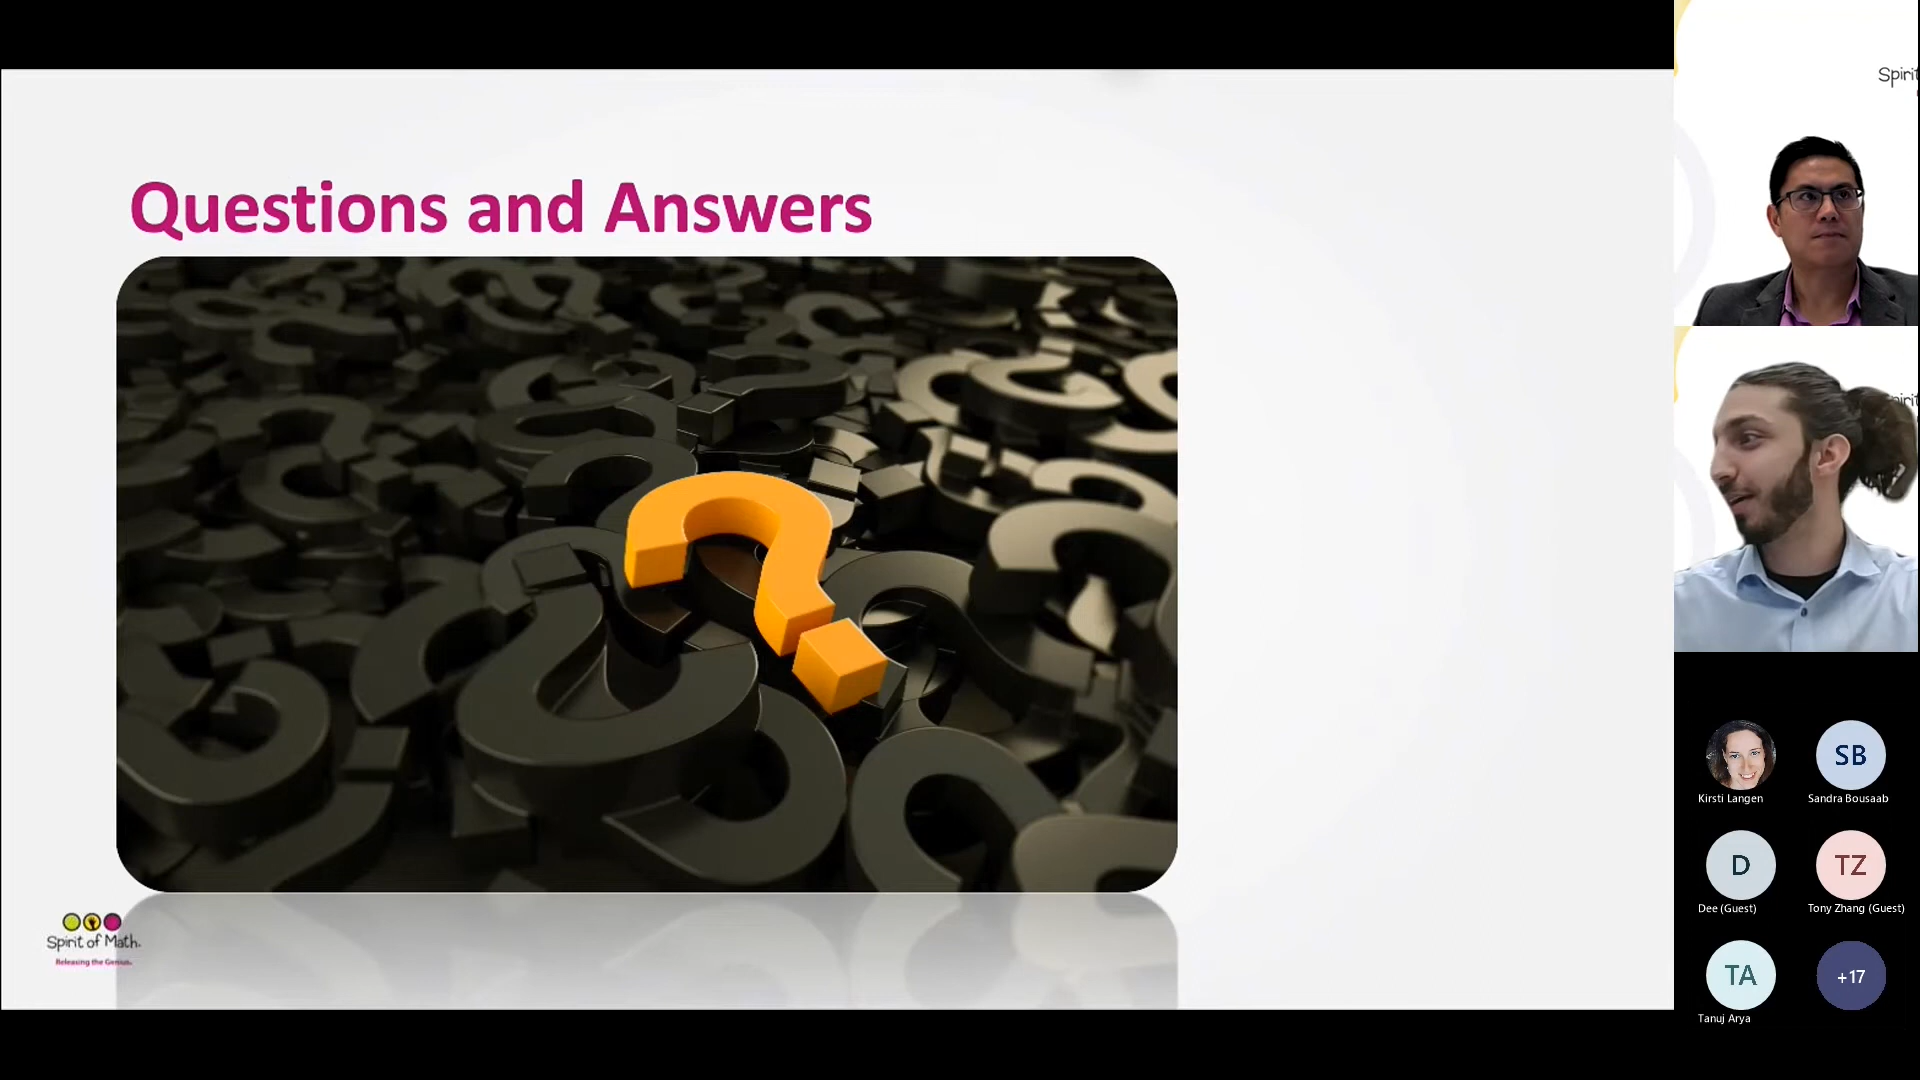 Questions and Answers
Spirit of Math.
Releasing the Genius.
Spirit
Kirsti Langen
SB
Sandra Bousaab
D
Dee (Guest)
TZ
Tony Zhang (Guest)
TA
Tanuj Arya
+17